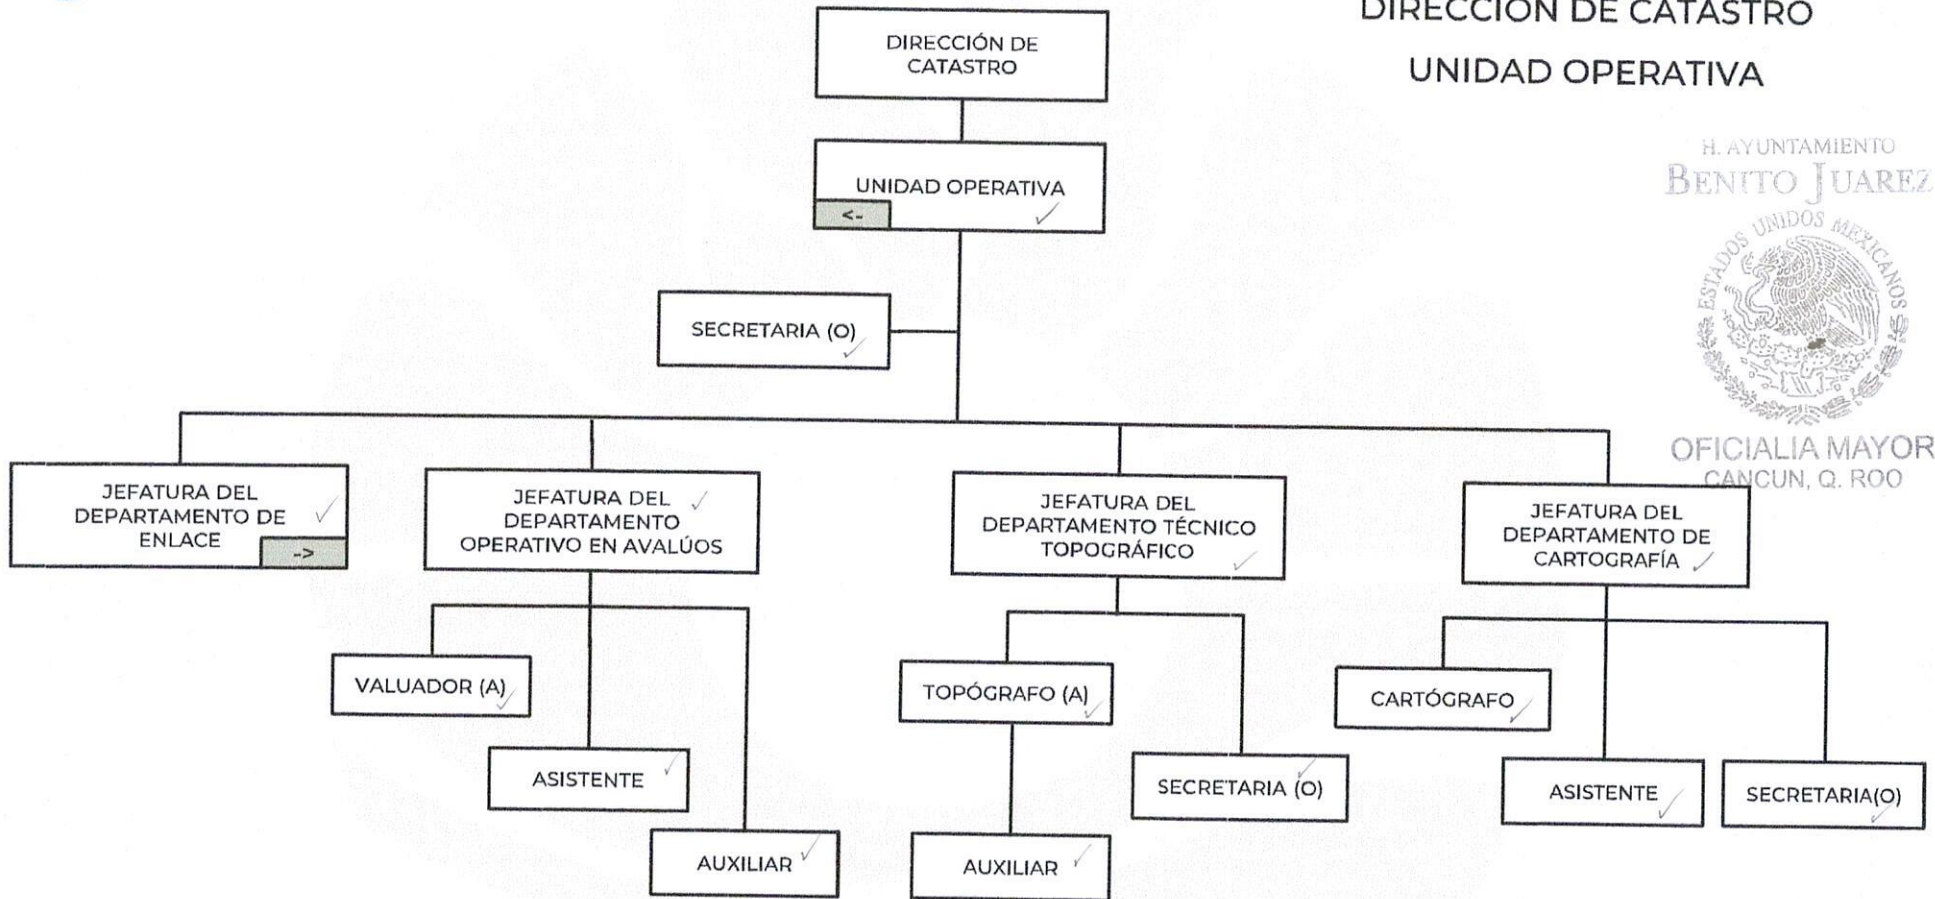 DIRECCIÓN DE CATASTRO
UNIDAD OPERATIVA
DIRECCIÓN DE
CATASTRO
UNIDAD OPERATIVA
<-
H. AYUNTAMIENTO
BENITO JUAREZ
ESTADOS UNIDOS MEXICANOS
OFICIALIA MAYOR
CANCUN, Q. ROO
SECRETARIA (O)
JEFATURA DEL
DEPARTAMENTO DE
ENLACE
->
JEFATURA DEL
DEPARTAMENTO
OPERATIVO EN AVALÚOS
JEFATURA DEL
DEPARTAMENTO TÉCNICO
TOPOGRÁFICO
JEFATURA DEL
DEPARTAMENTO DE
CARTOGRAFÍA
VALUADOR (A)
ASISTENTE
AUXILIAR
TOPÓGRAFO (A)
SECRETARIA (O)
AUXILIAR
CARTÓGRAFO
ASISTENTE
SECRETARIA(O)